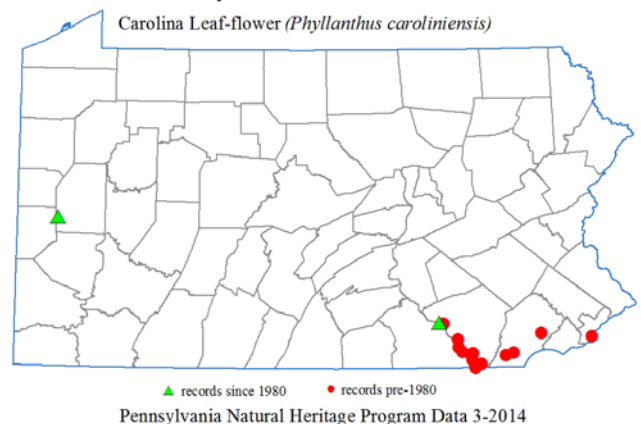 Carolina Leaf-flower (Phyllanthus caroliniensis)
records since 1980 records pre-1980
Pennsylvania Natural Heritage Program Data 3-2014